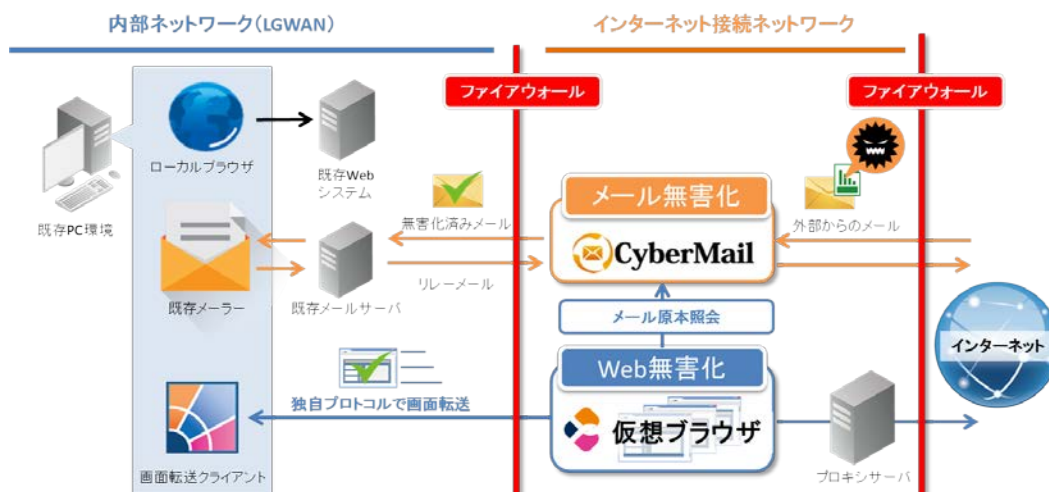 内部ネットワーク（LGWAN）
インターネット接続ネットワーク
ファイアウォール
ファイアウォール
ローカルブラウザ
既存Web
システム
既存PC環境
無害化済みメール
メール無害化
CyberMail
外部からのメール
既存メーラー
既存メールサーバ
リレーメール
メール原本照会
インターネット
Web無害化
独自プロトコルで画面転送
仮想ブラウザ
画面転送クライアント
プロキシサーバ